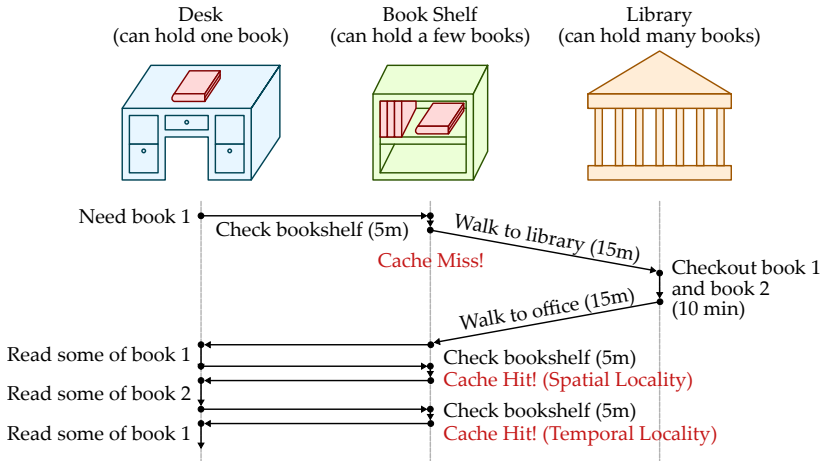 Desk
(can hold one book)
Book Shelf
(can hold a few books)
Library
(can hold many books)
Need book 1
Check bookshelf (5m)
Walk to library (15m)
Cache Miss!
Checkout book 1
and book 2
(10 min)
Walk to office (15m)
Read some of book 1
Check bookshelf (5m)
Cache Hit! (Spatial Locality)
Read some of book 2
Check bookshelf (5m)
Cache Hit! (Temporal Locality)
Read some of book 1